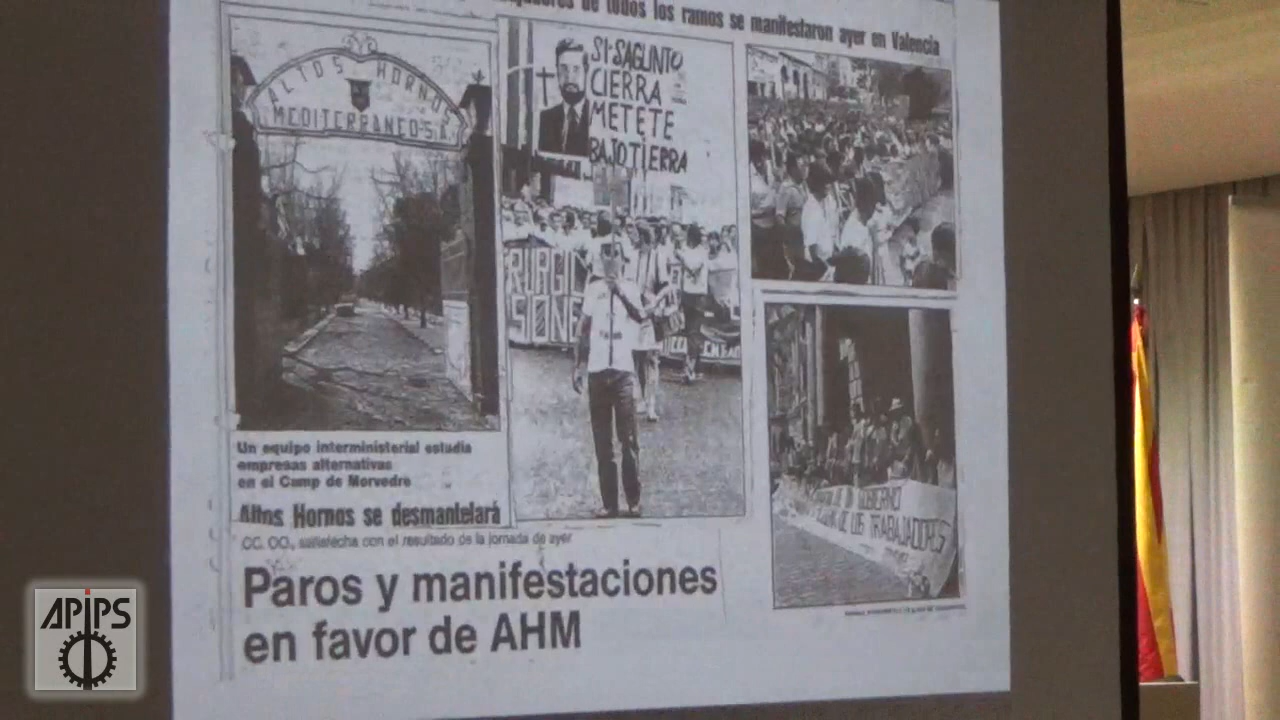 de todos los ramos se manifestaron ayer en Valencia
ALTOS HORNOS
MEDITERRANEO S.A.
SI SAGUNTO
CIERRA
METETE
BAJO TIERRA
Un equipo interministerial estudia
empresas alternativas
en el Camp de Morvedre
Altos Hornos se desmantelará
CC. OO., satisfecha con el resultado de la jornada de ayer
Paros y manifestaciones
en favor de AHM
GOBIERNO
DE LOS TRABAJADORES
APIPS